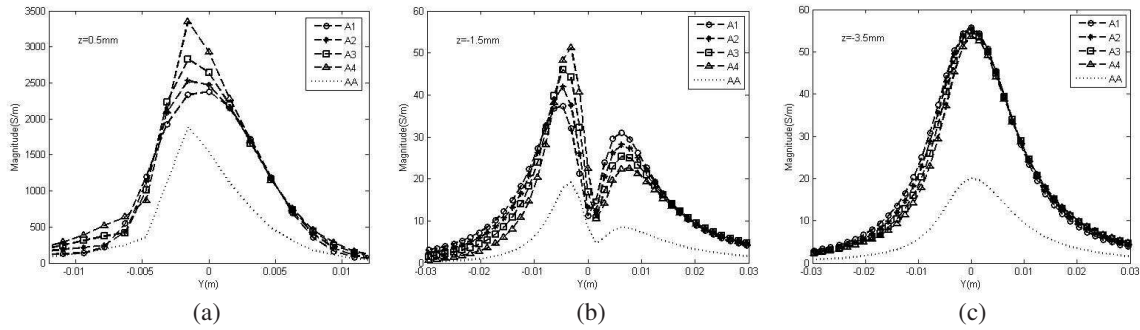 z=0.5mm
A1
A2
A3
A4
AA
Magnitude(S/m)
3500
3000
2500
2000
1500
1000
500
0
-0.01 -0.005 0 0.005 0.01
Y(m)
(a)
z=-1.5mm
A1
A2
A3
A4
AA
Magnitude(S/m)
60
50
40
30
20
10
0
-0.03 -0.02 -0.01 0 0.01 0.02 0.03
Y(m)
(b)
z=-3.5mm
A1
A2
A3
A4
AA
Magnitude(S/m)
60
50
40
30
20
10
0
-0.03 -0.02 -0.01 0 0.01 0.02 0.03
Y(m)
(c)